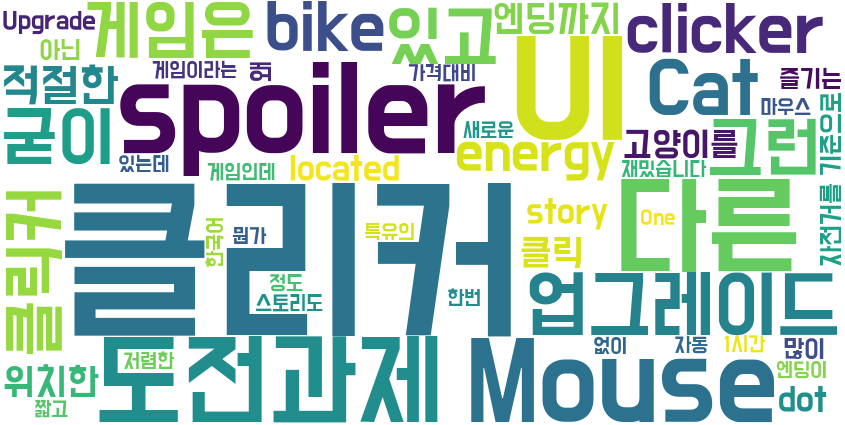 Upgrade
게임은
bike
있고
엔딩까지
clicker
아닌
적절한
게임이라는
왜
가격대비
Cat
즐기는
spoiler
UI
마우스
굳이
새로운
고양이를
그런
기준으로
있는데
게임인데
located
energy
재밌습니다
자전거를
클릭커
클리커
한국어
뭔가
특유의
story
One
다른
클릭
정도
스토리도
한번
업그레이드
위치한
저렴한
도전과제
Mouse
없이
자동
1시간
많이
엔딩이
짧고
dot